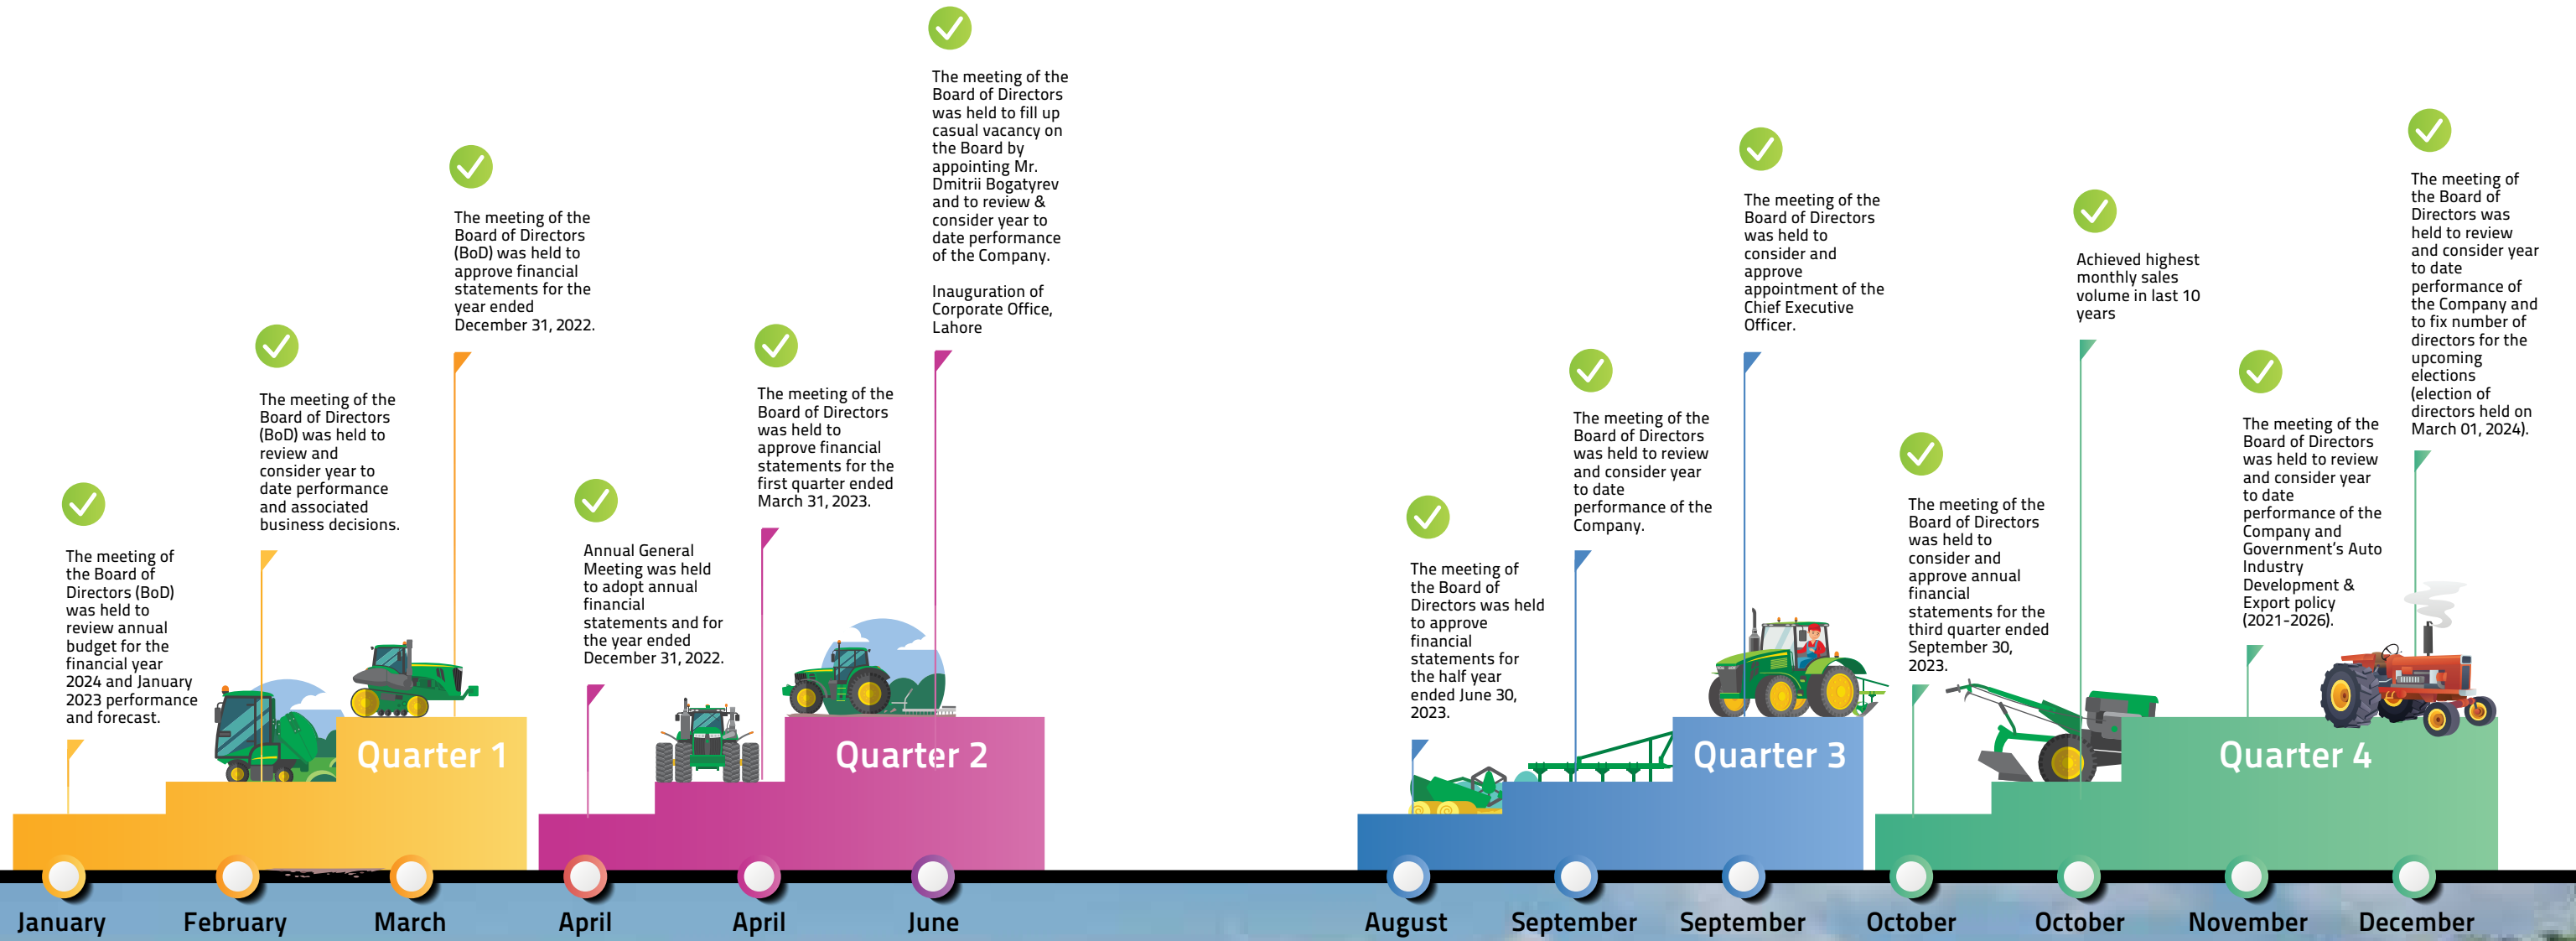 The meeting of
the Board of
Directors (BoD)
was held to
review annual
budget for the
financial year
2024 and January
2023 performance
and forecast.
The meeting of the
Board of Directors
(BoD) was held to
review and
consider year to
date performance
and associated
business decisions.
The meeting of the
Board of Directors
(BoD) was held to
approve financial
statements for the
year ended
December 31, 2022.
Quarter 1
Annual General
Meeting was held
to adopt annual
financial
statements and for
the year ended
December 31, 2022.
The meeting of the
Board of Directors
was held to
approve financial
statements for the
first quarter ended
March 31, 2023.
The meeting of the
Board of Directors
was held to fill up
casual vacancy on
the Board by
appointing Mr.
Dmitrii Bogatyrev
and to review &
consider year to
date performance
of the Company.
Inauguration of
Corporate Office,
Lahore
Quarter 2
The meeting of
the Board of
Directors was held
to approve
financial
statements for
the half year
ended June 30,
2023.
The meeting of the
Board of Directors
was held to review
and consider year
to date
performance of the
Company.
The meeting of the
Board of Directors
was held to
consider and
approve
appointment of the
Chief Executive
Officer.
Quarter 3
The meeting of the
Board of Directors
was held to
consider and
approve annual
financial
statements for the
third quarter ended
September 30,
2023.
Achieved highest
monthly sales
volume in last 10
years
The meeting of the
Board of Directors
was held to review
and consider year
to date
performance of the
Company and
Government's Auto
Industry
Development &
Export policy
(2021-2026).
The meeting of
the Board of
Directors was
held to review
and consider year
to date
performance of
the Company and
to fix number of
directors for the
upcoming
elections
(election of
directors held on
March 01, 2024).
Quarter 4
January
February
March
April
April
June
August
September
September
October
October
November
December